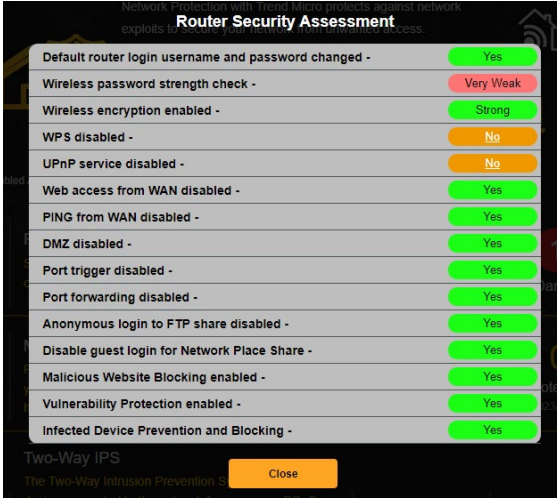 Network Protection with Trend Micro protects against network
Router Security Assessment
exploits to secure your network from unwanted access.
Default router login username and password changed - Yes
Wireless password strength check - Very Weak
Wireless encryption enabled - Strong
WPS disabled - No
UPnP service disabled - No
Web access from WAN disabled - Yes
PING from WAN disabled - Yes
DMZ disabled - Yes
Port trigger disabled - Yes
Port forwarding disabled - Yes
Anonymous login to FTP share disabled - Yes
Disable guest login for Network Place Share - Yes
Malicious Website Blocking enabled - Yes
Vulnerability Protection enabled - Yes
Infected Device Prevention and Blocking - Yes
Two-Way IPS
The Two-Way Intrusion Prevention
Close